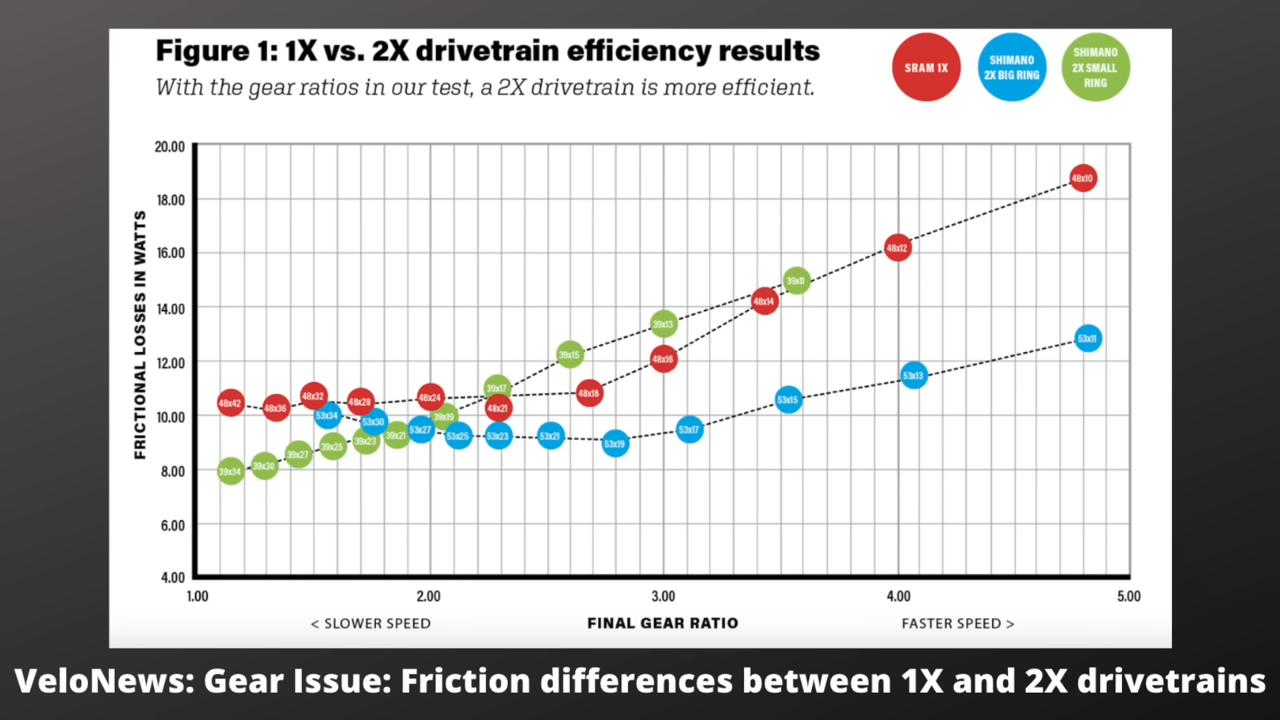 Figure 1: 1X vs. 2X drivetrain efficiency results
With the gear ratios in our test, a 2X drivetrain is more efficient.
SRAM 1X
SHIMANO
2X BIG RING
SHIMANO
2X SMALL
RING
FRICTIONAL LOSSES IN WATTS
20.00
18.00
16.00
14.00
12.00
10.00
8.00
6.00
4.00
48x42
48x36
48x32
48x28
48x24
48x21
48x18
48x16
48x14
48x12
48x10
53x34
53x30
53x27
53x25
53x23
53x21
53x19
53x17
53x15
53x13
53x11
39x34
39x30
39x27
39x25
39x23
39x21
39x19
39x17
39x15
39x13
39x11
1.00
2.00
3.00
4.00
5.00
< SLOWER SPEED
FINAL GEAR RATIO
FASTER SPEED >
VeloNews: Gear Issue: Friction differences between 1X and 2X drivetrains